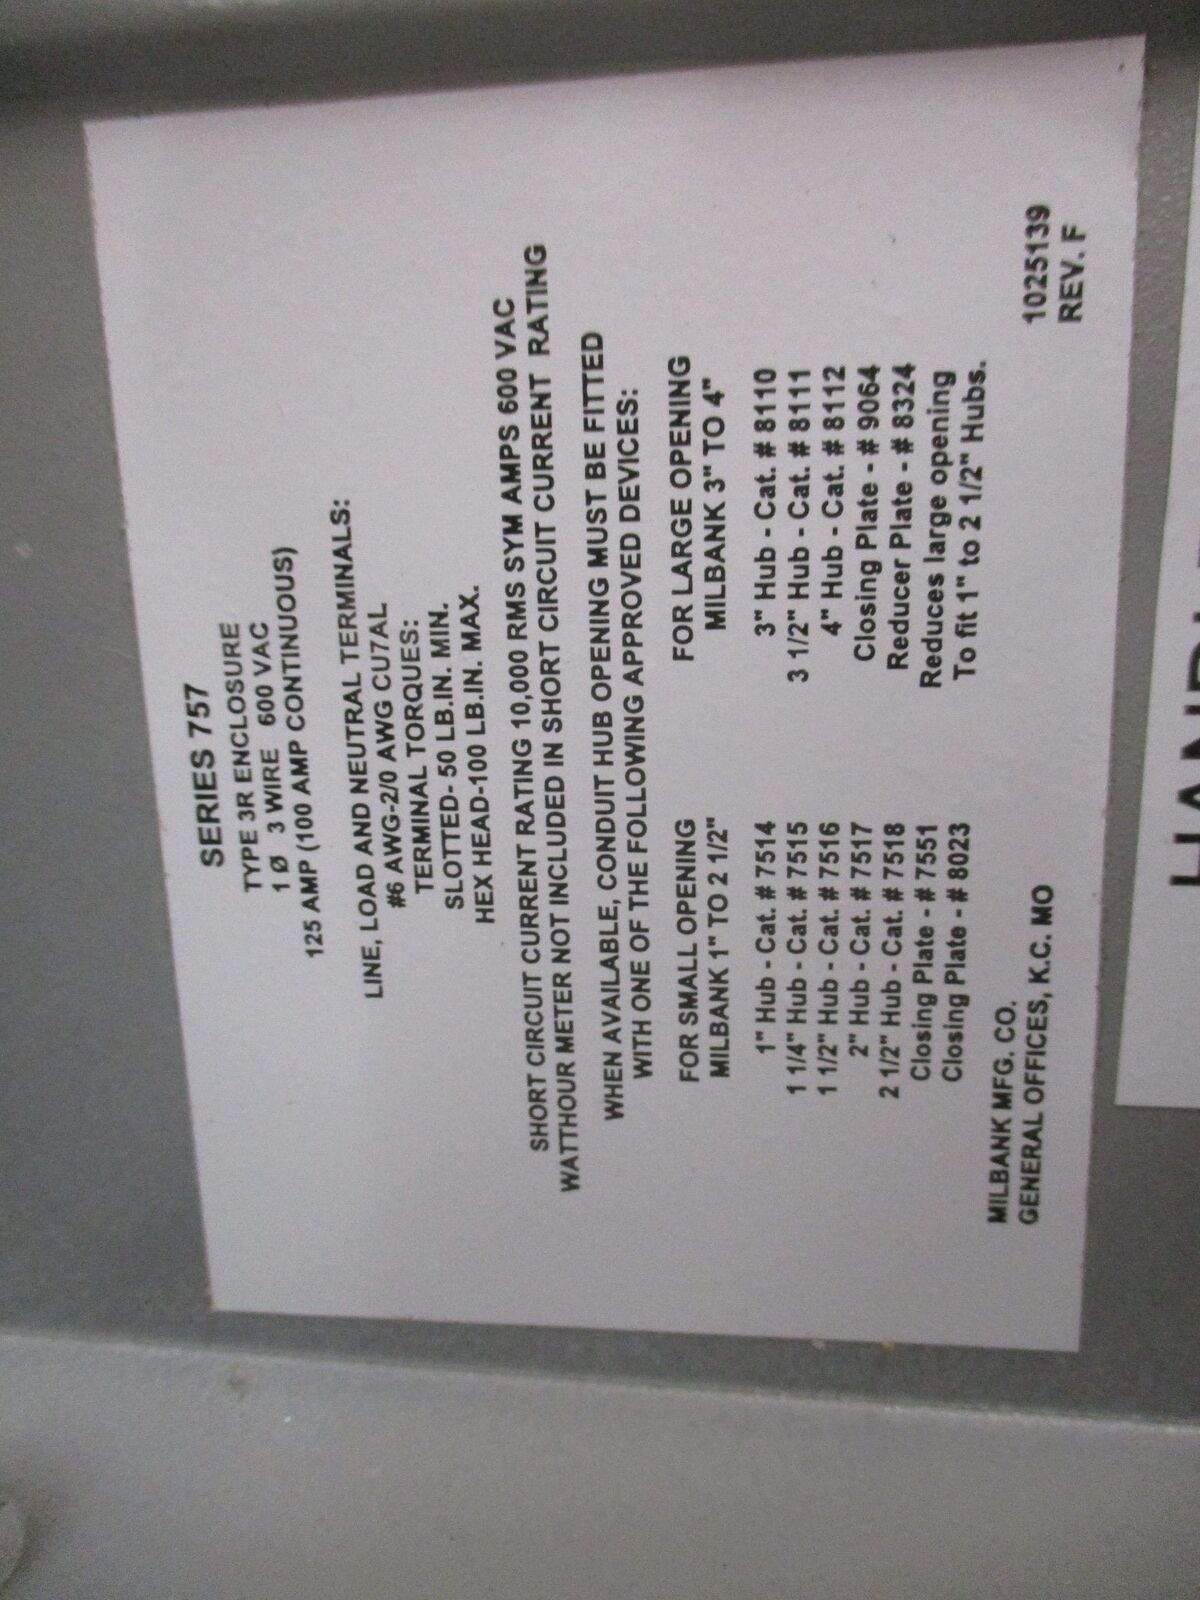 SERIES 757
TYPE 3R ENCLOSURE
1 Ø 3 WIRE 600 VAC
125 AMP (100 AMP CONTINUOUS)
LINE, LOAD AND NEUTRAL TERMINALS:
#6 AWG-2/0 AWG CU7AL
TERMINAL TORQUES:
SLOTTED- 50 LB.IN. MIN.
HEX HEAD-100 LB.IN. MAX.
SHORT CIRCUIT CURRENT RATING 10,000 RMS SYM AMPS 600 VAC
WATTHOUR METER NOT INCLUDED IN SHORT CIRCUIT CURRENT RATING
WHEN AVAILABLE, CONDUIT HUB OPENING MUST BE FITTED
WITH ONE OF THE FOLLOWING APPROVED DEVICES:
FOR SMALL OPENING
MILBANK 1" TO 2 1/2"
1" Hub - Cat. # 7514
1 1/4" Hub - Cat. # 7515
1 1/2" Hub - Cat. # 7516
2" Hub - Cat. # 7517
2 1/2" Hub - Cat. # 7518
Closing Plate - # 7551
Closing Plate - # 8023
FOR LARGE OPENING
MILBANK 3" TO 4"
3" Hub - Cat. # 8110
3 1/2" Hub - Cat. # 8111
4" Hub - Cat. # 8112
Closing Plate - # 9064
Reducer Plate - # 8324
Reduces large opening
To fit 1" to 2 1/2" Hubs.
MILBANK MFG. CO.
GENERAL OFFICES, K.C. MO
1025139
REV. F